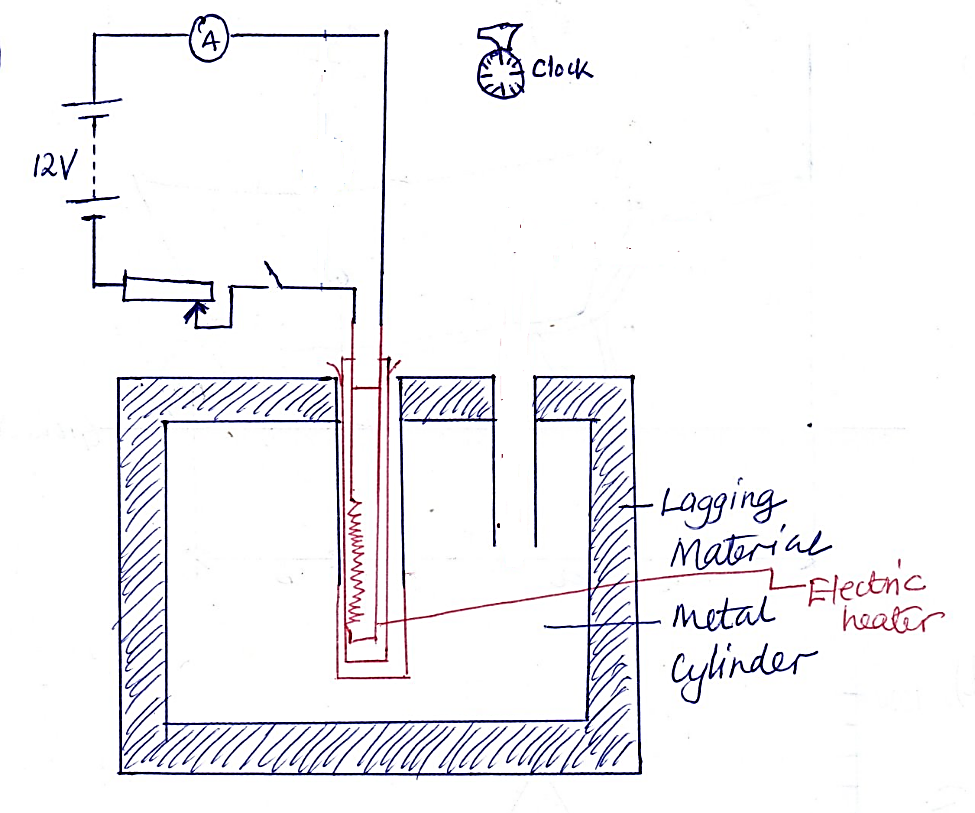 A
Clock
12V
Lagging
Material
Electric
heater
Metal
Cylinder